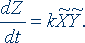 dZ/dt = kX̃Ỹ.